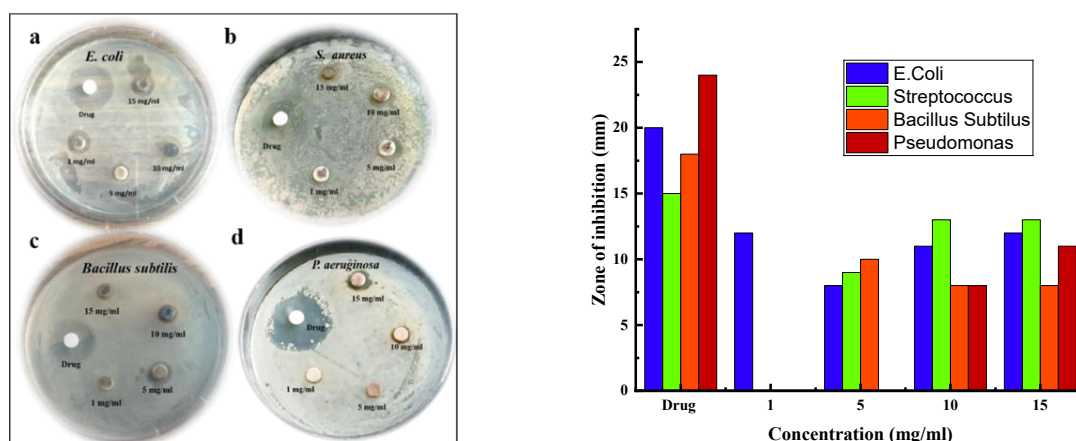 a
E. coli
15 mg/ml
Drug
1 mg/ml
10 mg/ml
5 mg/ml
b
S. aureus
15 mg/ml
10 mg/ml
Drug
5 mg/ml
1 mg/ml
c
Bacillus subtilis
15 mg/ml
10 mg/ml
Drug
5 mg/ml
1 mg/ml
d
P. aeruginosa
15 mg/ml
Drug
10 mg/ml
1 mg/ml
5 mg/ml
Zone of inhibition (mm)
25
20
15
10
5
0
E.Coli
Streptococcus
Bacillus Subtilus
Pseudomonas
Drug 1 5 10 15
Concentration (mg/ml)